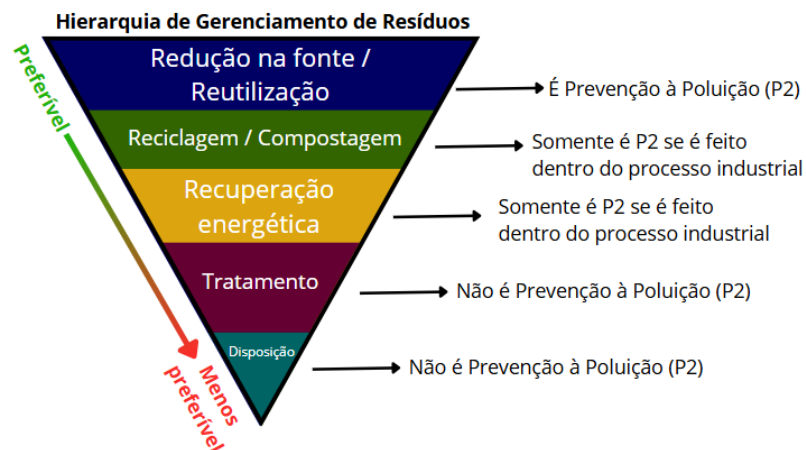 Hierarquia de Gerenciamento de Resíduos
Preferível
Redução na fonte /
Reutilização
É Prevenção à Poluição (P2)
Reciclagem / Compostagem
Somente é P2 se é feito
dentro do processo industrial
Recuperação
energética
Somente é P2 se é feito
dentro do processo industrial
Tratamento
Não é Prevenção à Poluição (P2)
Disposição
Não é Prevenção à Poluição (P2)
Menos
preferível